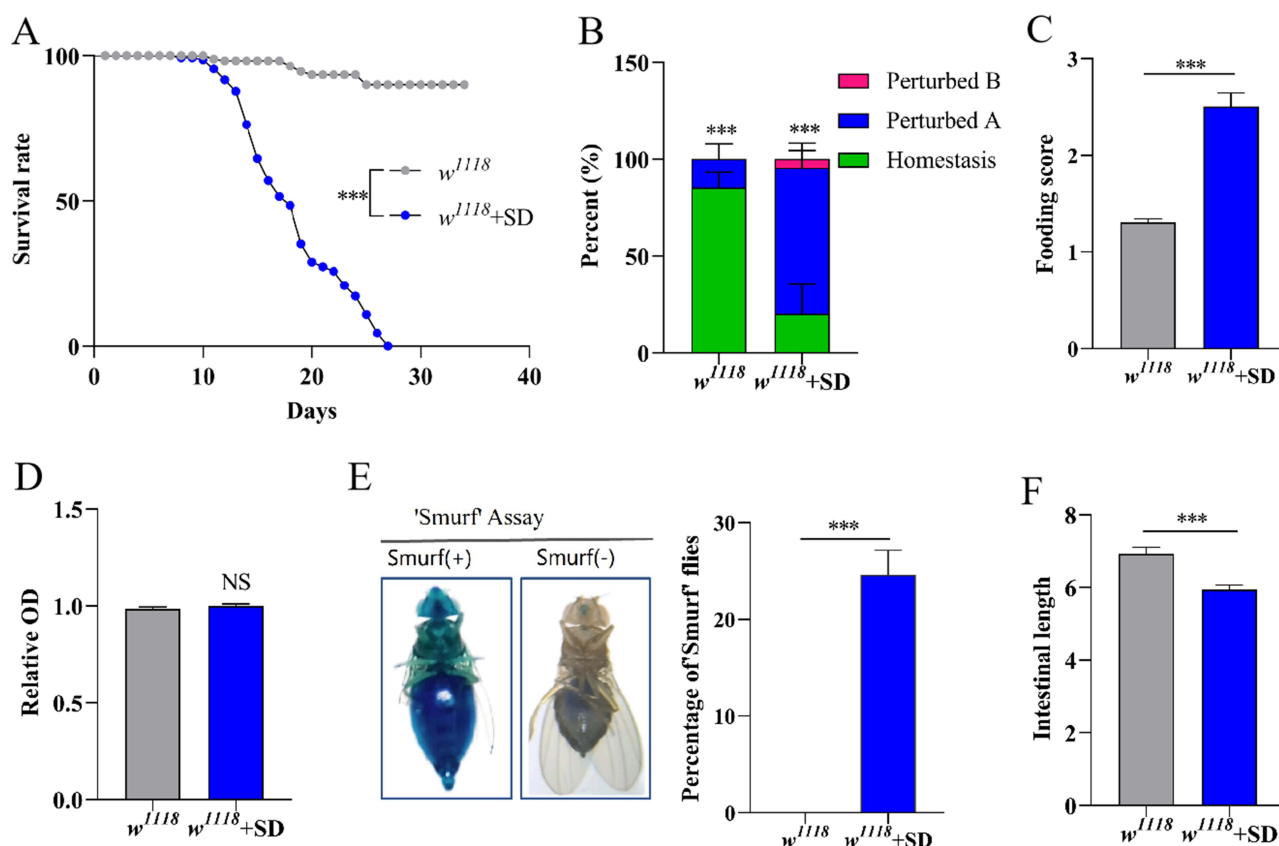 A
100
50
0
0
10
20
30
40
Survival rate
Days
***
w1118
w1118+SD
B
150
100
50
0
Percent (%)
***
***
Perturbed B
Perturbed A
Homestasis
w1118
w1118+SD
C
3
2
1
0
Fooding score
***
w1118
w1118+SD
D
1.5
1.0
0.5
0.0
Relative OD
NS
w1118
w1118+SD
E
'Smurf' Assay
Smurf(+)
Smurf(-)
30
20
10
0
Percentage of'Smurf' flies
***
w1118
w1118+SD
F
8
6
4
2
0
Intestinal length
***
w1118
w1118+SD